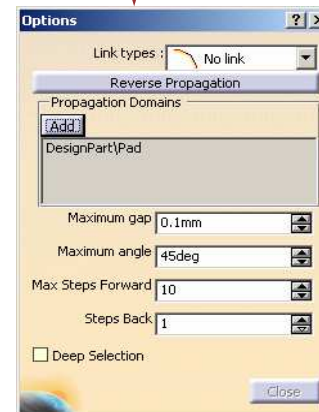 Options
Link types : No link
Reverse Propagation
Propagation Domains
Add
DesignPart\Pad
Maximum gap 0.1mm
Maximum angle 45deg
Max Steps Forward 10
Steps Back 1
Deep Selection
Close